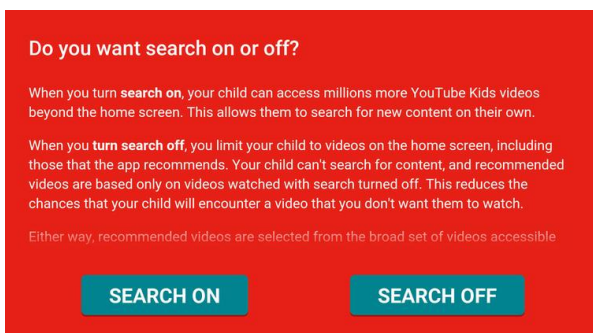 Do you want search on or off?
When you turn search on, your child can access millions more YouTube Kids videos
beyond the home screen. This allows them to search for new content on their own.
When you turn search off, you limit your child to videos on the home screen, including
those that the app recommends. Your child can't search for content, and recommended
videos are based only on videos watched with search turned off. This reduces the
chances that your child will encounter a video that you don't want them to watch.
Either way, recommended videos are selected from the broad set of videos accessible
SEARCH ON
SEARCH OFF